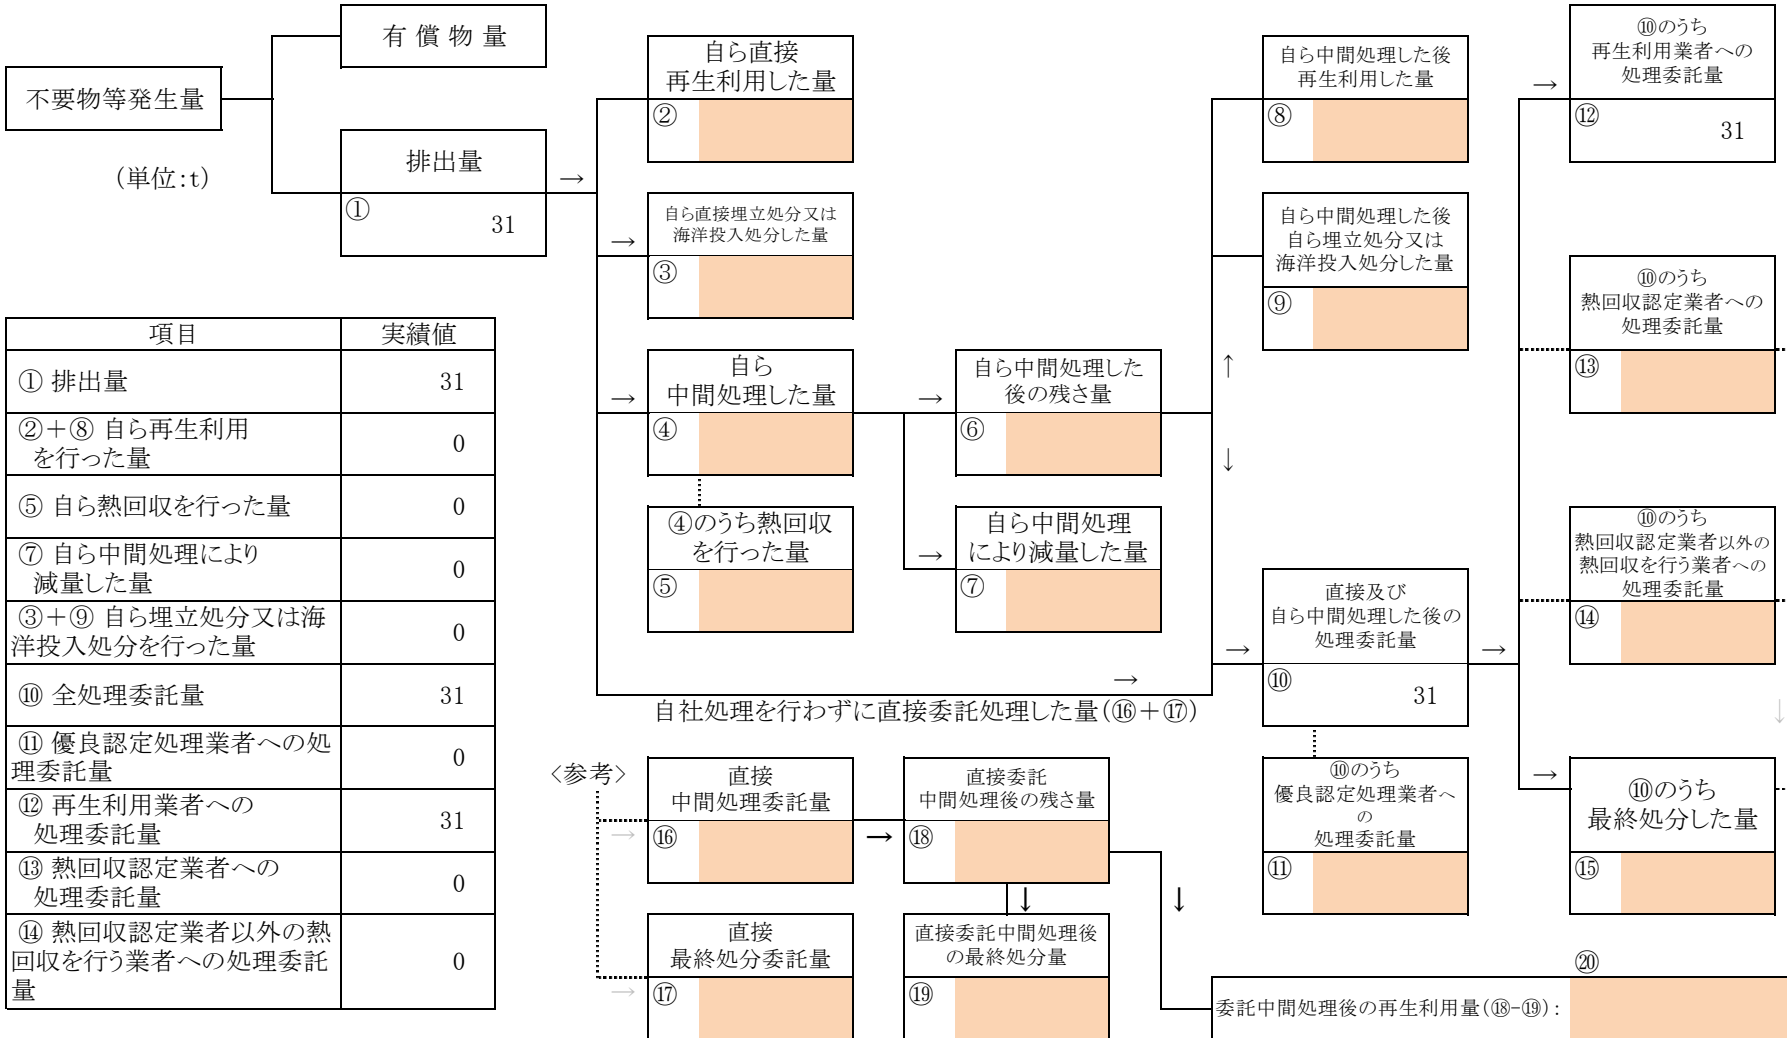 有 償 物 量
不要物等発生量
(単位:t)
排出量
①
31
→
自ら直接
再生利用した量
②
→
自ら直接埋立処分又は
海洋投入処分した量
③
→
自ら
中間処理した量
④
④のうち熱回収
を行った量
⑤
→
自ら中間処理した
後の残さ量
⑥
→
自ら中間処理
により減量した量
⑦
↑
↓
自ら中間処理した後
再生利用した量
⑧
自ら中間処理した後
自ら埋立処分又は
海洋投入処分した量
⑨
→
自社処理を行わずに直接委託処理した量(⑯+⑰)
→
直接及び
自ら中間処理した後の
処理委託量
⑩
31
→
⑩のうち
優良認定処理業者へ
の
処理委託量
⑪
→
⑩のうち
再生利用業者への
処理委託量
⑫
31
⑩のうち
熱回収認定業者への
処理委託量
⑬
⑩のうち
熱回収認定業者以外の
熱回収を行う業者への
処理委託量
⑭
↓
→
⑩のうち
最終処分した量
⑮
項目 実績値
① 排出量 31
②+⑧ 自ら再生利用
を行った量 0
⑤ 自ら熱回収を行った量 0
⑦ 自ら中間処理により
減量した量 0
③+⑨ 自ら埋立処分又は海
洋投入処分を行った量 0
⑩ 全処理委託量 31
⑪ 優良認定処理業者への処
理委託量 0
⑫ 再生利用業者への
処理委託量 31
⑬ 熱回収認定業者への
処理委託量 0
⑭ 熱回収認定業者以外の熱
回収を行う業者への処理委託
量 0
<参考>
→
直接
中間処理委託量
⑯
→
直接委託
中間処理後の残さ量
⑱
↓
↓
→
直接
最終処分委託量
⑰
直接委託中間処理後
の最終処分量
⑲
⑳
委託中間処理後の再生利用量(⑱-⑲):